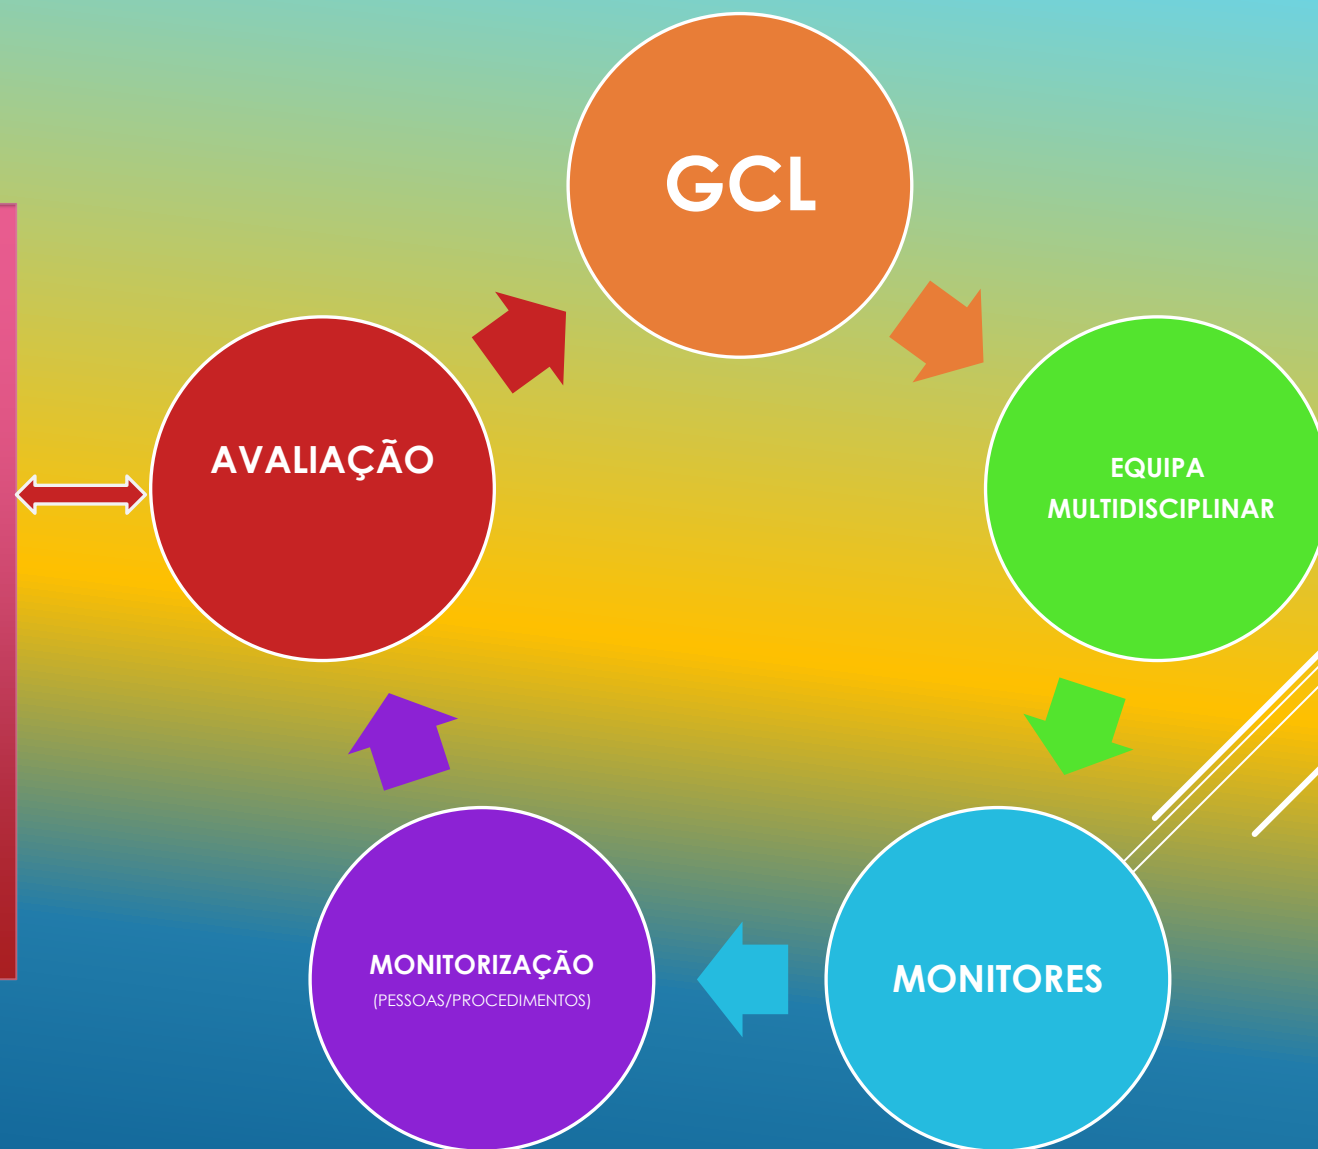 GCL
AVALIAÇÃO
EQUIPA
MULTIDISCIPLINAR
MONITORIZAÇÃO
(PESSOAS/PROCEDIMENTOS)
MONITORES